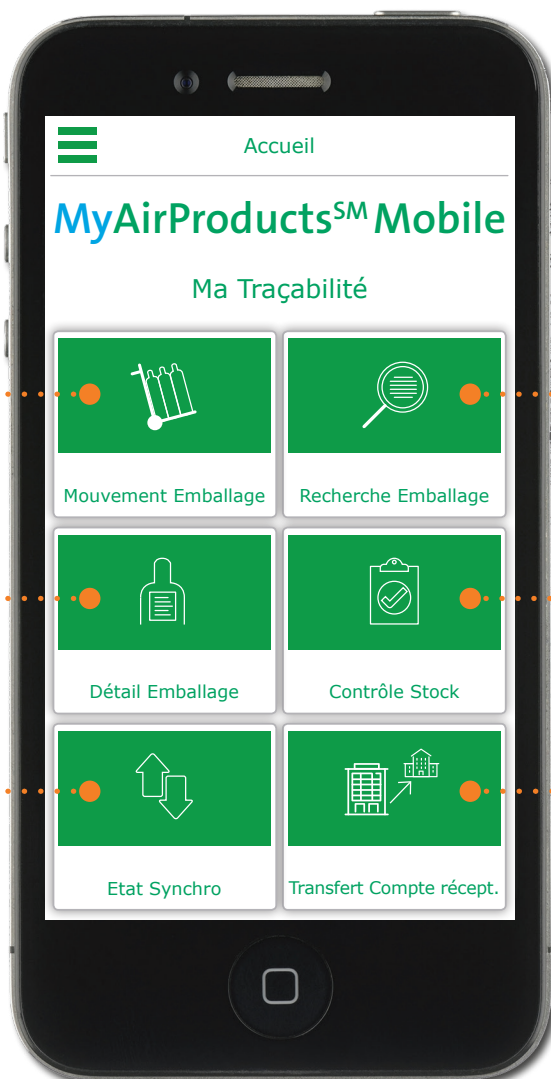 Accueil
MyAirProducts℠ Mobile
Ma Traçabilité
Mouvement Emballage
Recherche Emballage
Détail Emballage
Contrôle Stock
Etat Synchro
Transfert Compte récept.